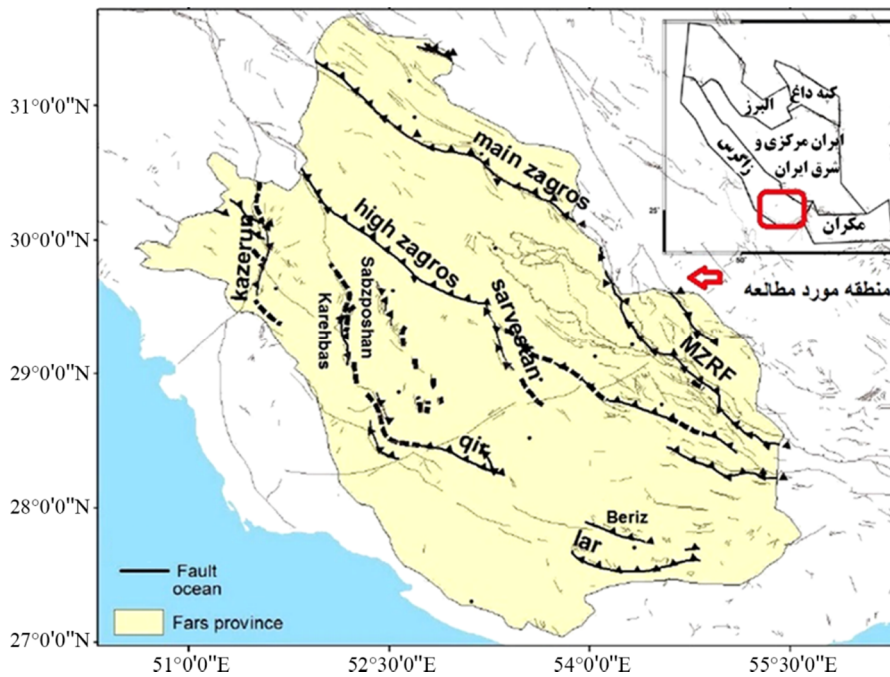 31°0'0"N
30°0'0"N
29°0'0"N
28°0'0"N
27°0'0"N
51°0'0"E
52°30'0"E
54°0'0"E
55°30'0"E
main zagros
high zagros
kazerun
Sabzposhan
Karehbas
sarvestan
MZRF
qir
Beriz
lar
Fault
ocean
Fars province
کپه داغ
البرز
ایران مرکزی و
شرق ایران
زاگرس
مکران
25°
منطقه مورد مطالعه